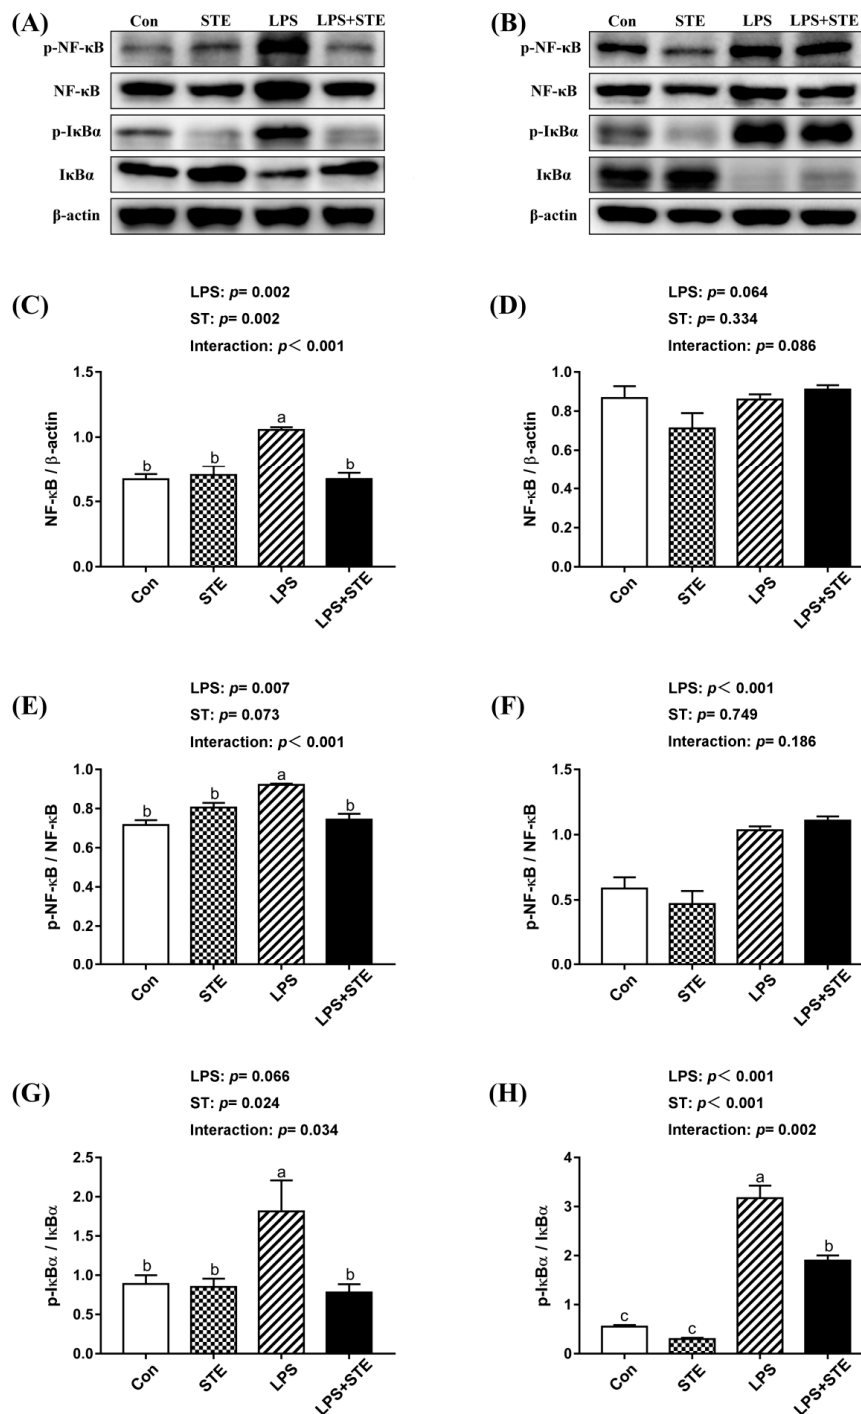 (A)
Con STE LPS LPS+STE
p-NF-κB
NF-κB
p-IκBα
IκBα
β-actin
(B)
Con STE LPS LPS+STE
p-NF-κB
NF-κB
p-IκBα
IκBα
β-actin
(C)
LPS: p= 0.002
ST: p= 0.002
Interaction: p< 0.001
NF-κB / β-actin
1.5
1.0
0.5
0.0
b
b
a
b
Con
STE
LPS
LPS+STE
(D)
LPS: p= 0.064
ST: p= 0.334
Interaction: p= 0.086
NF-κB / β-actin
1.0
0.8
0.6
0.4
0.2
0.0
Con
STE
LPS
LPS+STE
(E)
LPS: p= 0.007
ST: p= 0.073
Interaction: p< 0.001
p-NF-κB / NF-κB
1.0
0.8
0.6
0.4
0.2
0.0
b
b
a
b
Con
STE
LPS
LPS+STE
(F)
LPS: p< 0.001
ST: p= 0.749
Interaction: p= 0.186
p-NF-κB / NF-κB
1.5
1.0
0.5
0.0
Con
STE
LPS
LPS+STE
(G)
LPS: p= 0.066
ST: p= 0.024
Interaction: p= 0.034
p-IκBα / IκBα
2.5
2.0
1.5
1.0
0.5
0.0
b
b
a
b
Con
STE
LPS
LPS+STE
(H)
LPS: p< 0.001
ST: p< 0.001
Interaction: p= 0.002
p-IκBα / IκBα
4
3
2
1
0
c
c
a
b
Con
STE
LPS
LPS+STE